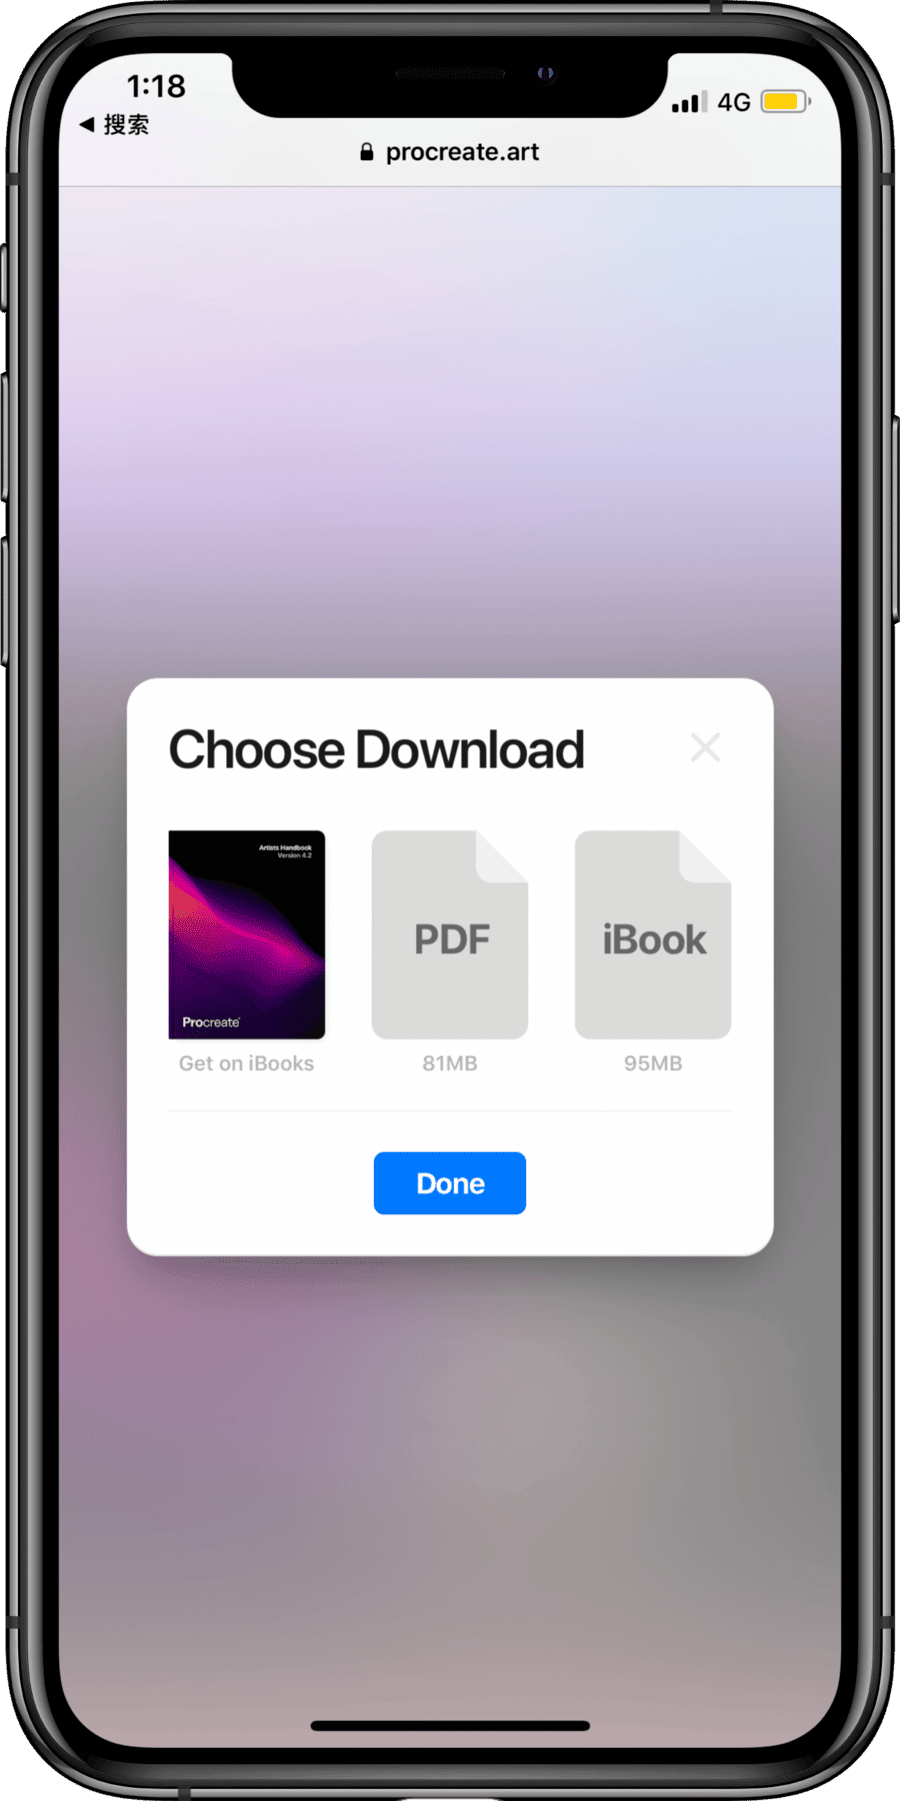 1:18
4G
◀ 搜索
procreate.art
Choose Download
Artists Handbook
Version 4.2
Procreate
PDF
iBook
Get on iBooks
81MB
95MB
Done